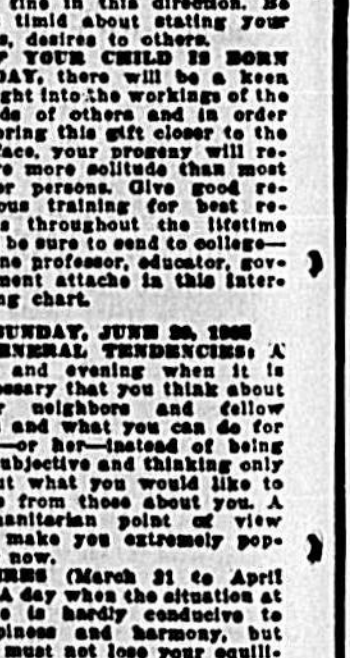 fine in this direction. Be
timid about stating your
desires to others.
YOUR CHILD IS BORN
DAY, there will be a keen
ght into the workings of the
ds of others and in order
bring this gift closer to the
face, your progeny will re-
more solitude than most
er persons. Give good re-
ous training for best re-
s throughout the lifetime
be sure to send to college—
ne professor, educator, gov-
ment attache in this inter-
ng chart.
SUNDAY, JUNE 1965
ENERAL TENDENCIES: A
and evening when it is
essary that you think about
r neighbors and fellow
and what you can do for
—or her—instead of being
ubjective and thinking only
ut what you would like to
from those about you. A
manitarian point of view
make you extremely pop-
now.
(March 21 to April
A day when the situation at
e is hardly conducive to
piness and harmony, but
must not lose your equili-